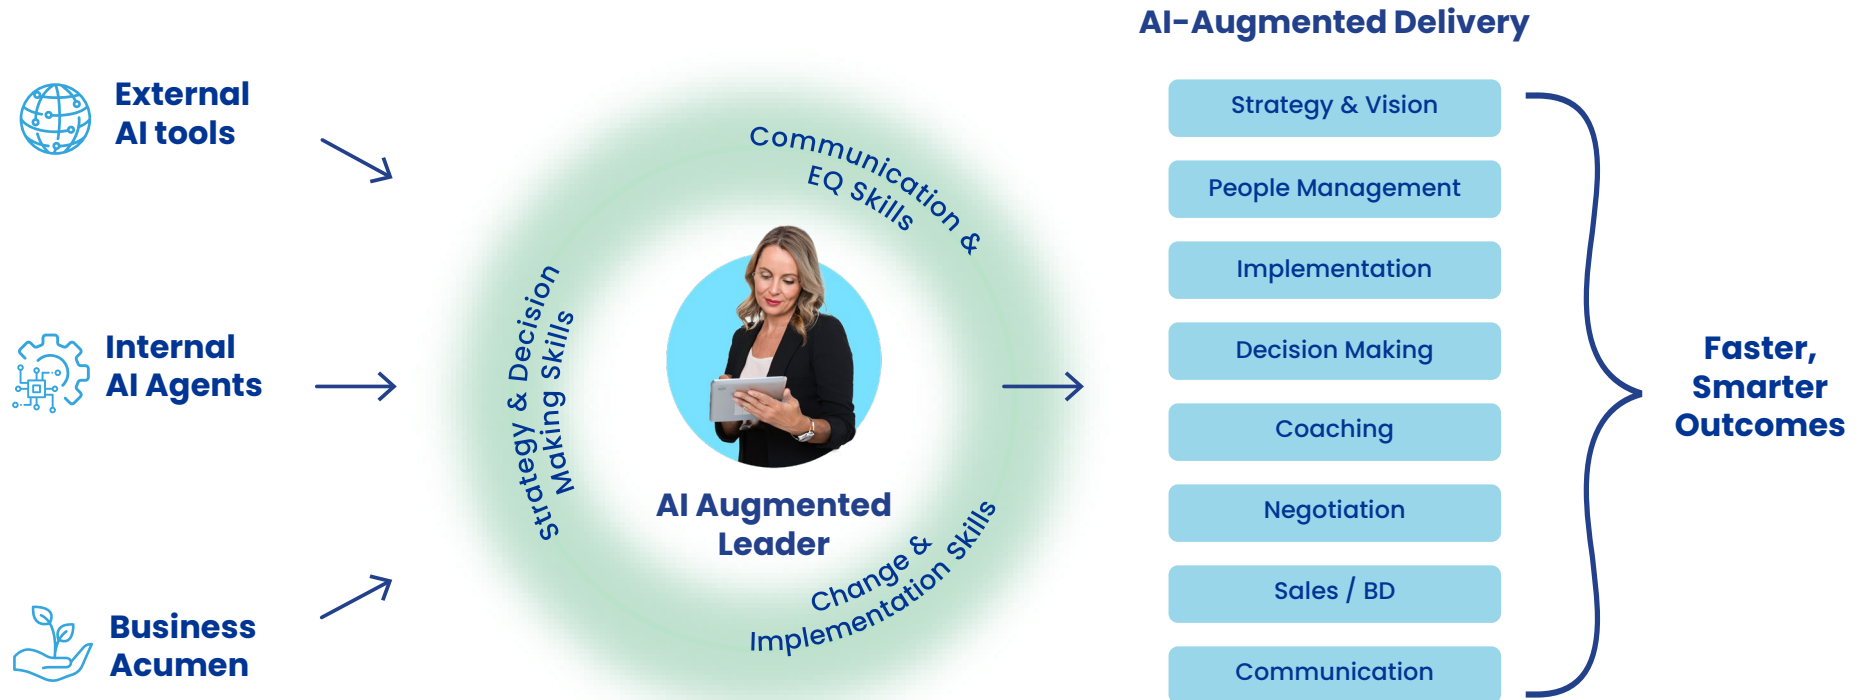 External
AI tools
Internal
AI Agents
Business
Acumen
Communication &
EQ Skills
Strategy & Decision
Making Skills
Change &
Implementation Skills
AI Augmented
Leader
AI-Augmented Delivery
Strategy & Vision
People Management
Implementation
Decision Making
Coaching
Negotiation
Sales / BD
Communication
Faster,
Smarter
Outcomes